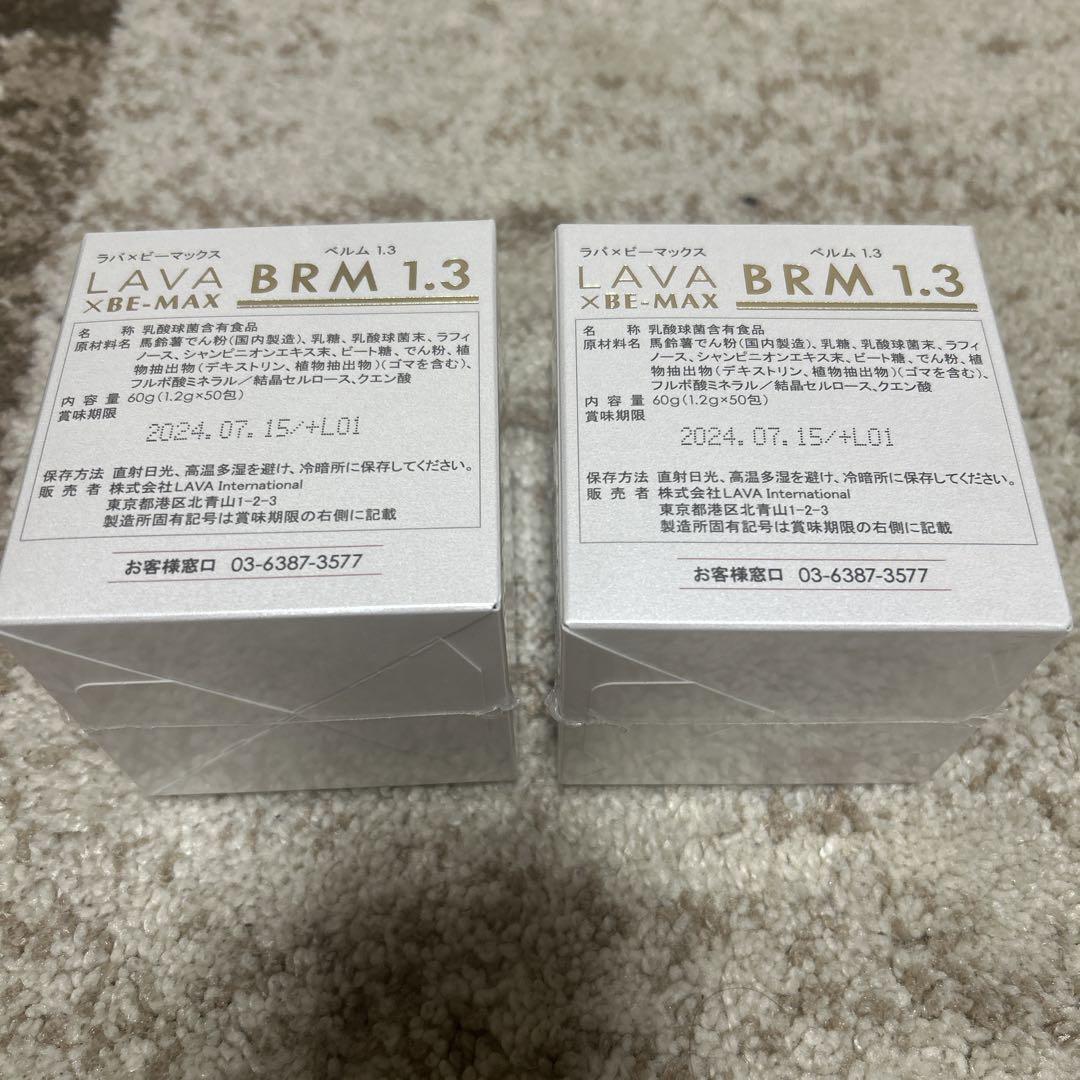 ラバ×ビーマックス ベルム 1.3
LAVA BRM 1.3
×BE-MAX
名 称 乳酸球菌含有食品
原材料名 馬鈴薯でん粉(国内製造)、乳糖、乳酸球菌末、ラフィ
ノース、シャンピニオンエキス末、ビート糖、でん粉、植
物抽出物(デキストリン、植物抽出物)(ゴマを含む)、
フルボ酸ミネラル/結晶セルロース、クエン酸
内 容 量 60g(1.2g×50包)
賞味期限
2024.07.15/+L01
保存方法 直射日光、高温多湿を避け、冷暗所に保存してください。
販 売 者 株式会社LAVA International
東京都港区北青山1-2-3
製造所固有記号は賞味期限の右側に記載
お客様窓口 03-6387-3577
ラバ×ビーマックス ベルム 1.3
LAVA BRM 1.3
×BE-MAX
名 称 乳酸球菌含有食品
原材料名 馬鈴薯でん粉(国内製造)、乳糖、乳酸球菌末、ラフィ
ノース、シャンピニオンエキス末、ビート糖、でん粉、植
物抽出物(デキストリン、植物抽出物)(ゴマを含む)、
フルボ酸ミネラル/結晶セルロース、クエン酸
内 容 量 60g(1.2g×50包)
賞味期限
2024.07.15/+L01
保存方法 直射日光、高温多湿を避け、冷暗所に保存してください。
販 売 者 株式会社LAVA International
東京都港区北青山1-2-3
製造所固有記号は賞味期限の右側に記載
お客様窓口 03-6387-3577